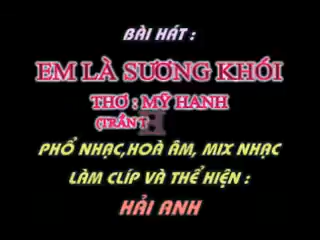 BÀI HÁT :
EM LÀ SƯƠNG KHÓI
THƠ : MỸ HẠNH
(TRẦN T
PHỔ NHẠC,HOÀ ÂM, MIX NHẠC
LÀM CLÍP VÀ THỂ HIỆN :
HẢI ANH